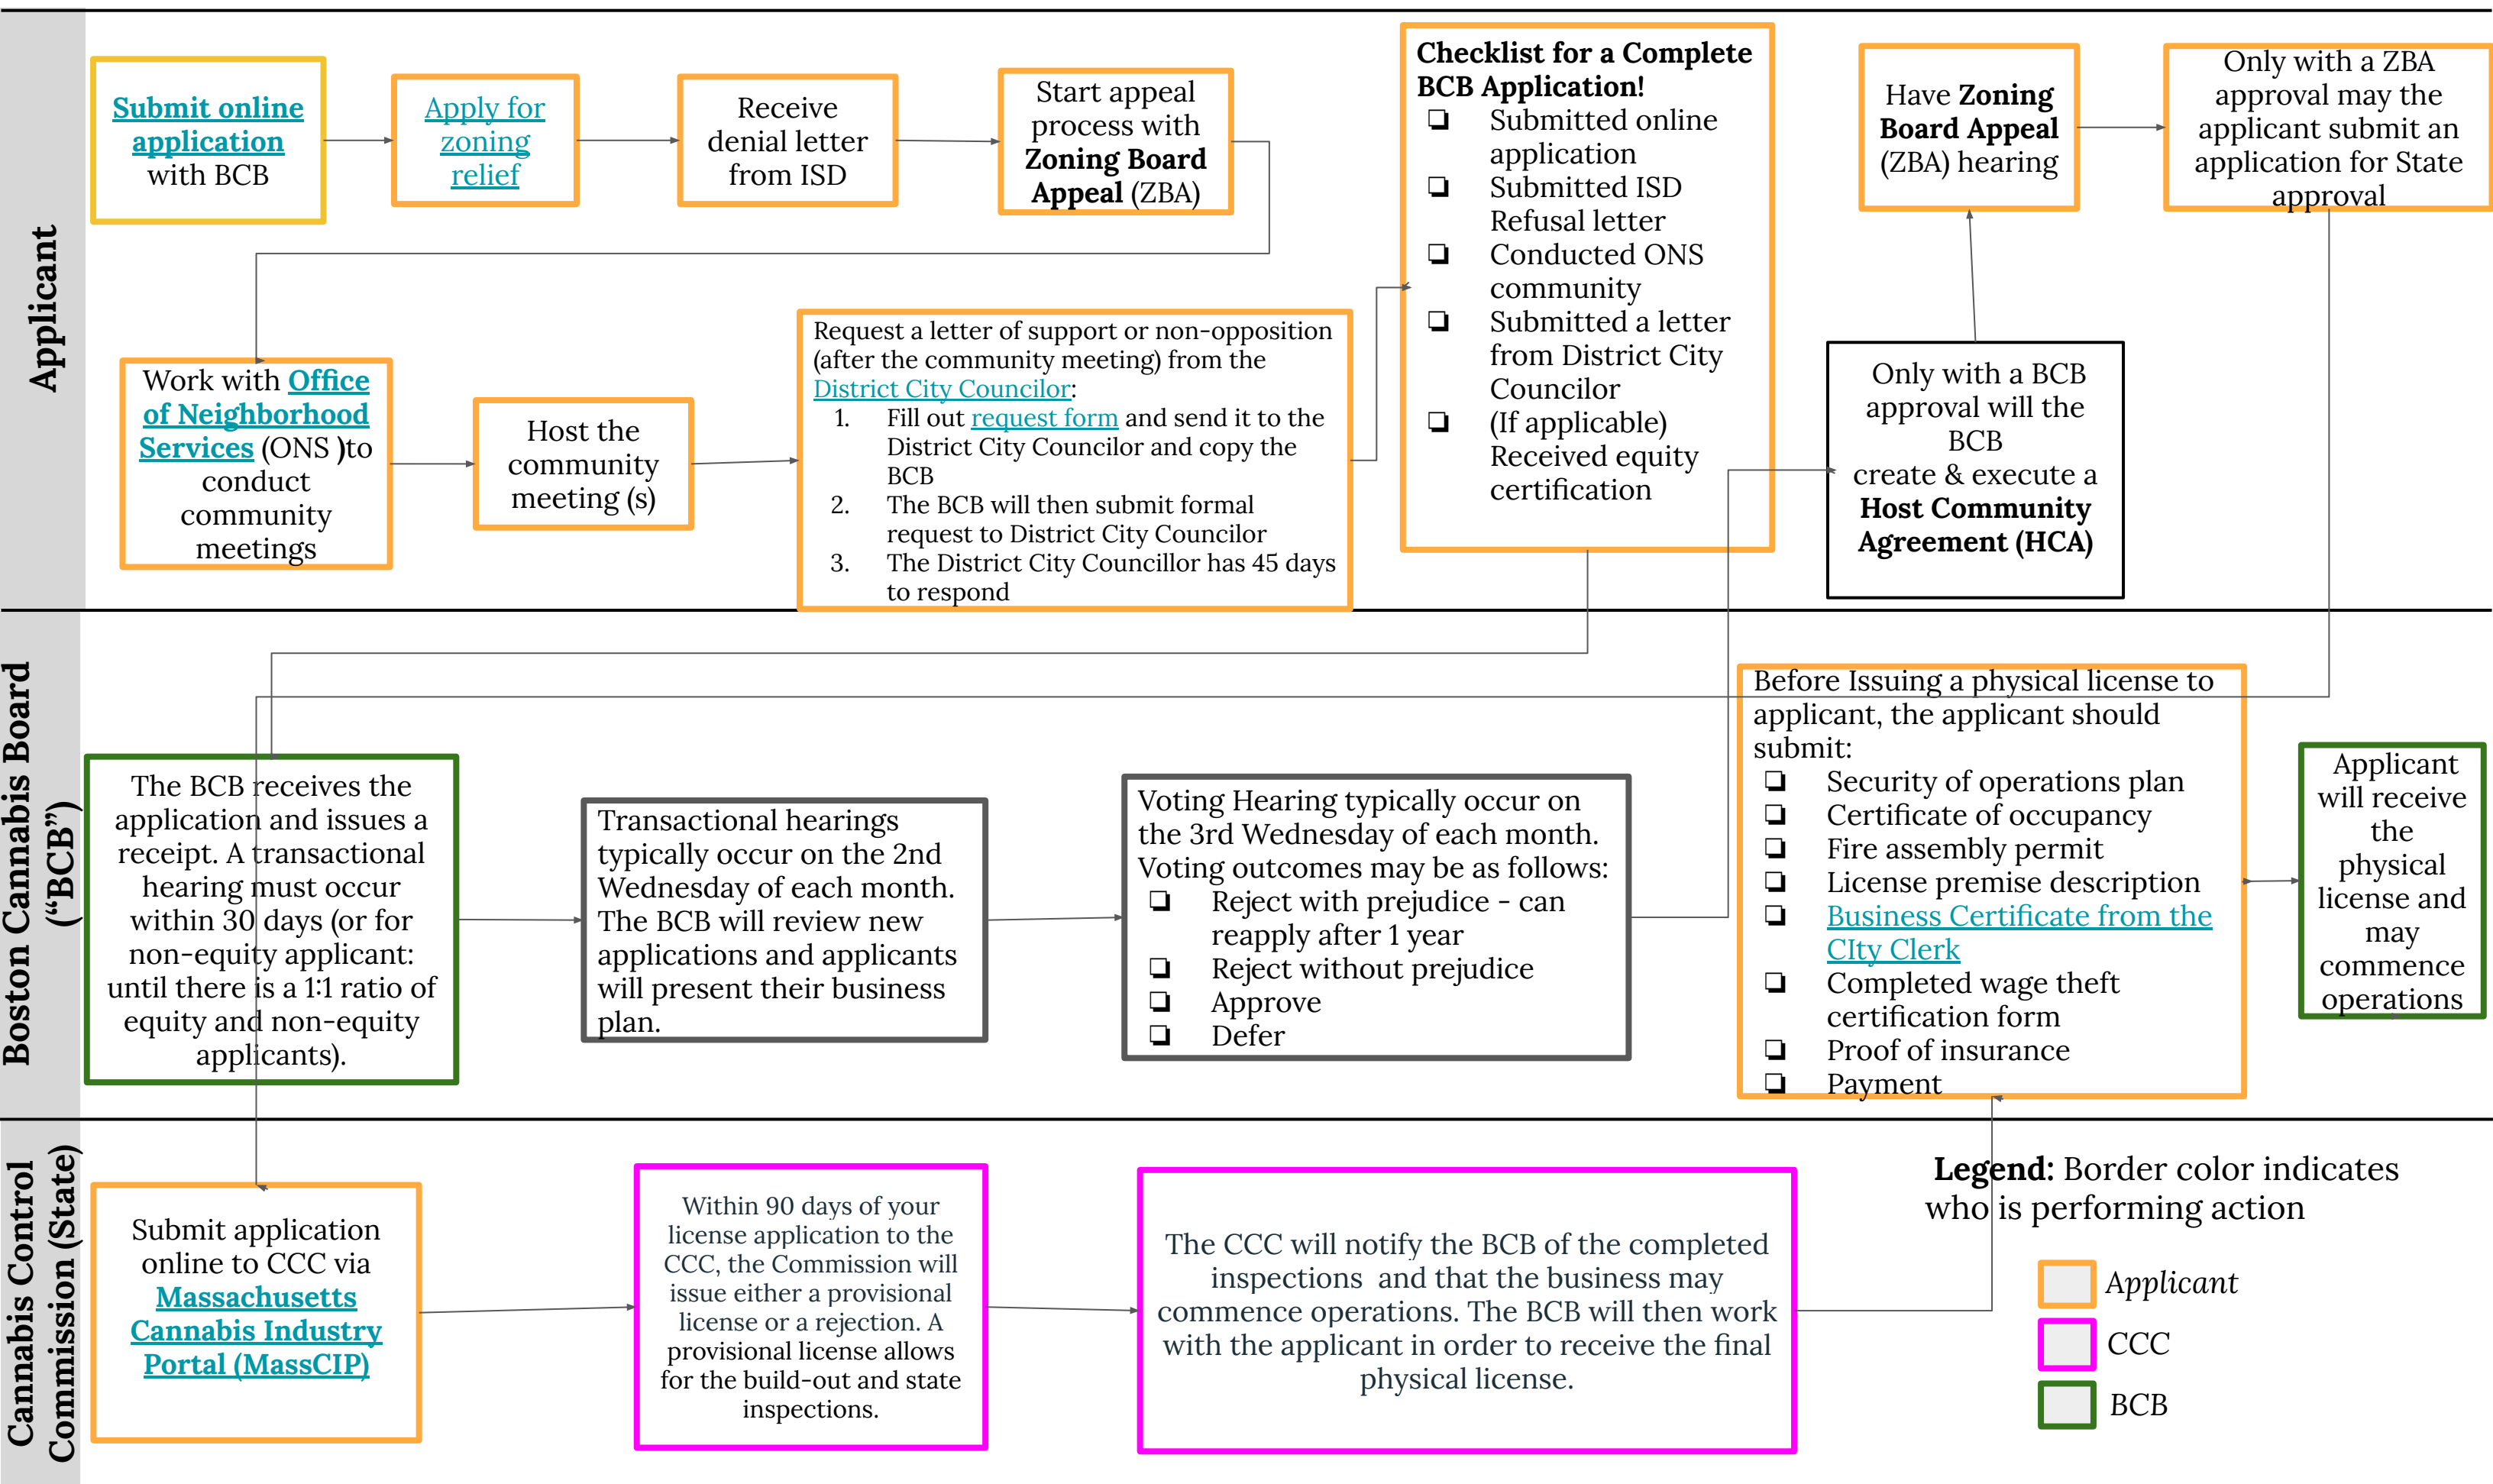 Applicant
Submit online
application
with BCB
Apply for
zoning
relief
Receive
denial letter
from ISD
Start appeal
process with
Zoning Board
Appeal (ZBA)
Work with Office
of Neighborhood
Services (ONS )to
conduct
community
meetings
Host the
community
meeting (s)
Request a letter of support or non-opposition
(after the community meeting) from the
District City Councilor:
1. Fill out request form and send it to the
District City Councilor and copy the
BCB
2. The BCB will then submit formal
request to District City Councilor
3. The District City Councillor has 45 days
to respond
Checklist for a Complete
BCB Application!
❏ Submitted online
application
❏ Submitted ISD
Refusal letter
❏ Conducted ONS
community
❏ Submitted a letter
from District City
Councilor
❏ (If applicable)
Received equity
certification
Only with a BCB
approval will the
BCB
create & execute a
Host Community
Agreement (HCA)
Have Zoning
Board Appeal
(ZBA) hearing
Only with a ZBA
approval may the
applicant submit an
application for State
approval
Boston Cannabis Board
(“BCB”)
The BCB receives the
application and issues a
receipt. A transactional
hearing must occur
within 30 days (or for
non-equity applicant:
until there is a 1:1 ratio of
equity and non-equity
applicants).
Transactional hearings
typically occur on the 2nd
Wednesday of each month.
The BCB will review new
applications and applicants
will present their business
plan.
Voting Hearing typically occur on
the 3rd Wednesday of each month.
Voting outcomes may be as follows:
❏ Reject with prejudice - can
reapply after 1 year
❏ Reject without prejudice
❏ Approve
❏ Defer
Before Issuing a physical license to
applicant, the applicant should
submit:
❏ Security of operations plan
❏ Certificate of occupancy
❏ Fire assembly permit
❏ License premise description
❏ Business Certificate from the
CIty Clerk
❏ Completed wage theft
certification form
❏ Proof of insurance
❏ Payment
Applicant
will receive
the
physical
license and
may
commence
operations
Cannabis Control
Commission (State)
Submit application
online to CCC via
Massachusetts
Cannabis Industry
Portal (MassCIP)
Within 90 days of your
license application to the
CCC, the Commission will
issue either a provisional
license or a rejection. A
provisional license allows
for the build-out and state
inspections.
The CCC will notify the BCB of the completed
inspections and that the business may
commence operations. The BCB will then work
with the applicant in order to receive the final
physical license.
Legend: Border color indicates
who is performing action
Applicant
CCC
BCB